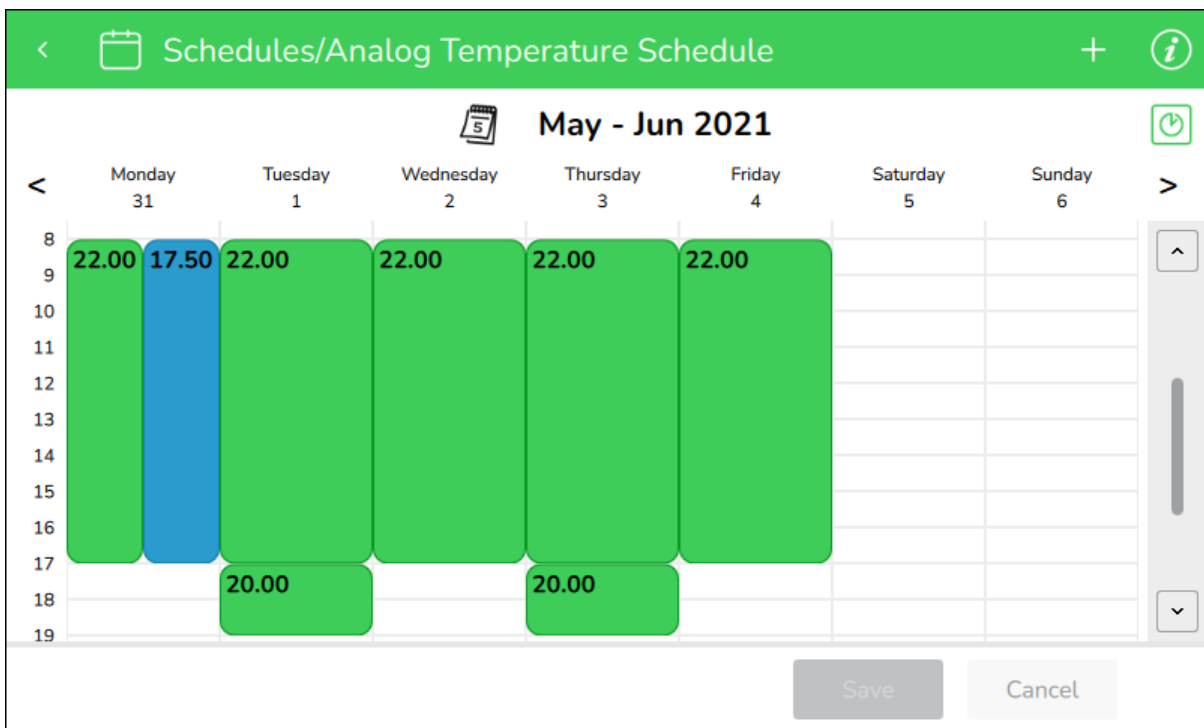 Schedules/Analog Temperature Schedule
5 May - Jun 2021
< Monday Tuesday Wednesday Thursday Friday Saturday Sunday >
31 1 2 3 4 5 6
8
22.00 17.50 22.00 22.00 22.00 22.00
9
10
11
12
13
14
15
16
17
20.00 20.00
18
19
Save Cancel